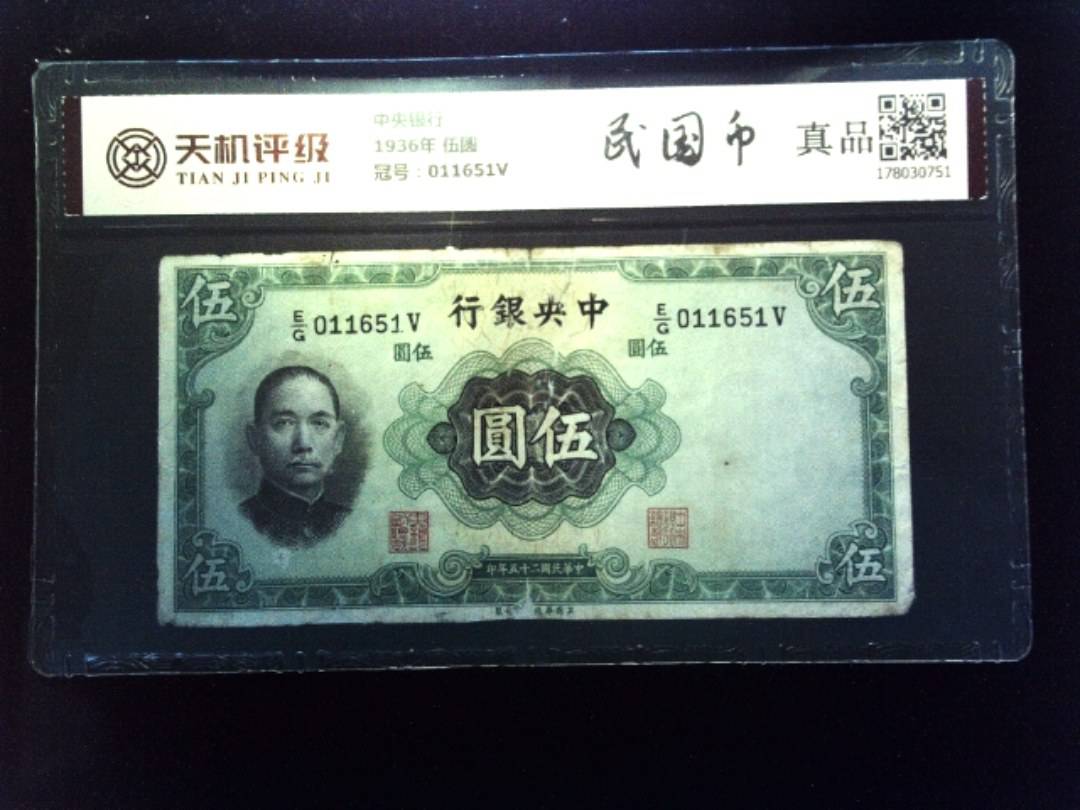 天机评级
TIAN JI PING JI
中央银行
1936年 伍圆
冠号：011651V
民国币
真品
178030751
伍
伍
E/G 011651V
行銀央中
E/G 011651V
圓伍
圓伍
圓伍
伍
印年五十二國民華中
伍